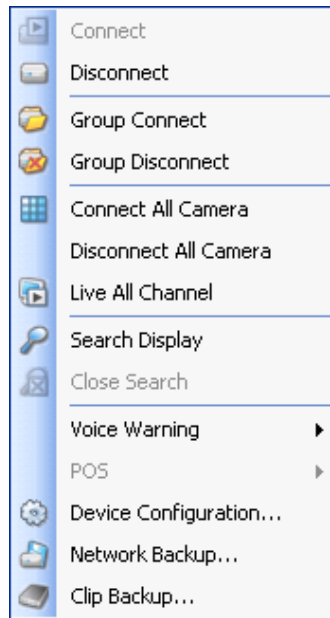 Connect
Disconnect
Group Connect
Group Disconnect
Connect All Camera
Disconnect All Camera
Live All Channel
Search Display
Close Search
Voice Warning
POS
Device Configuration...
Network Backup...
Clip Backup...